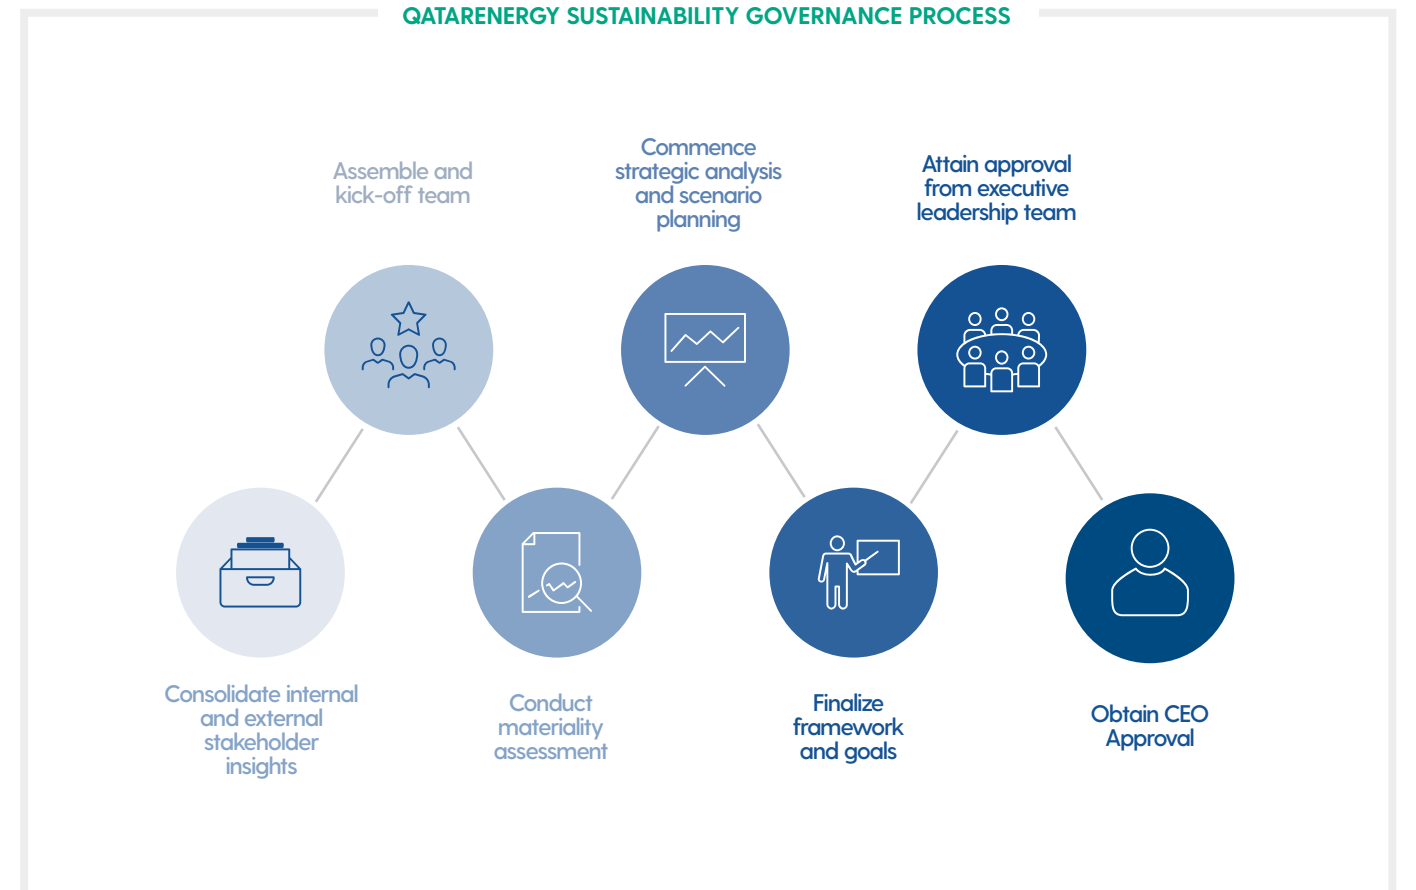 QATARENERGY SUSTAINABILITY GOVERNANCE PROCESS
Assemble and
kick-off team
Commence
strategic analysis
and scenario
planning
Attain approval
from executive
leadership team
Consolidate internal
and external
stakeholder
insights
Conduct
materiality
assessment
Finalize
framework
and goals
Obtain CEO
Approval